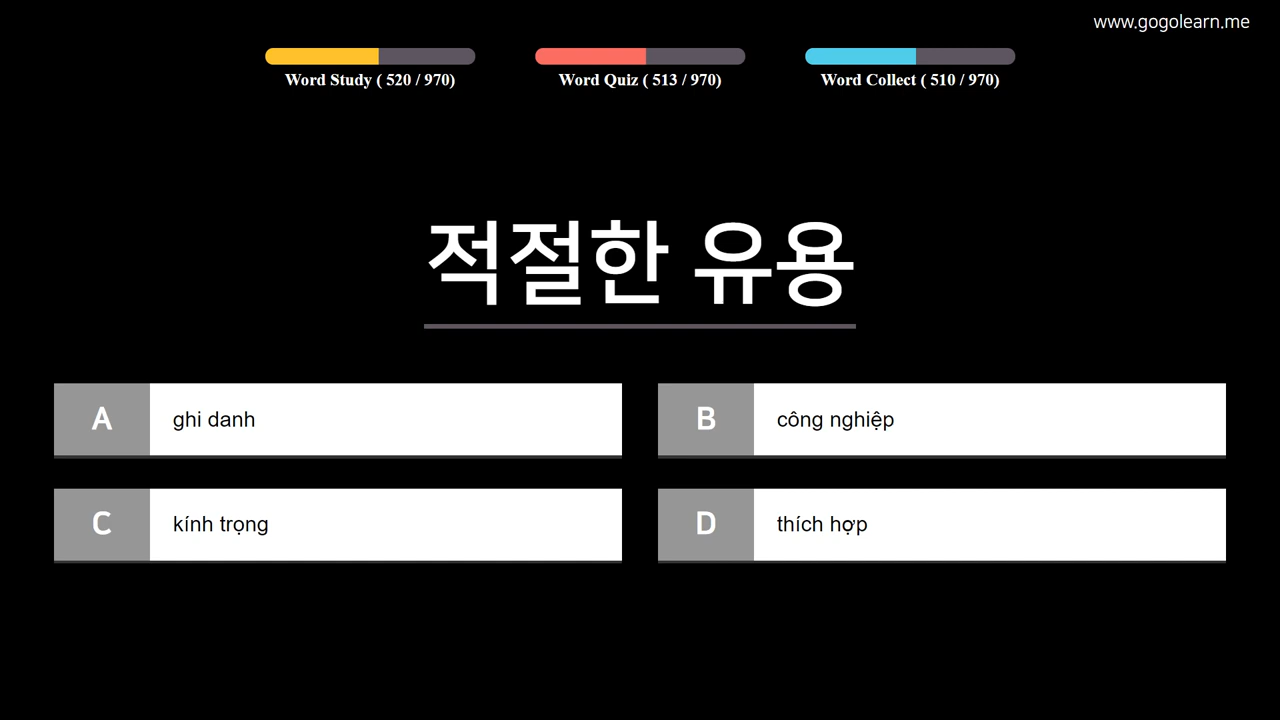 www.gogolearn.me
Word Study ( 520 / 970)
Word Quiz ( 513 / 970)
Word Collect ( 510 / 970)
적절한 유용
A ghi danh
B công nghiệp
C kính trọng
D thích hợp